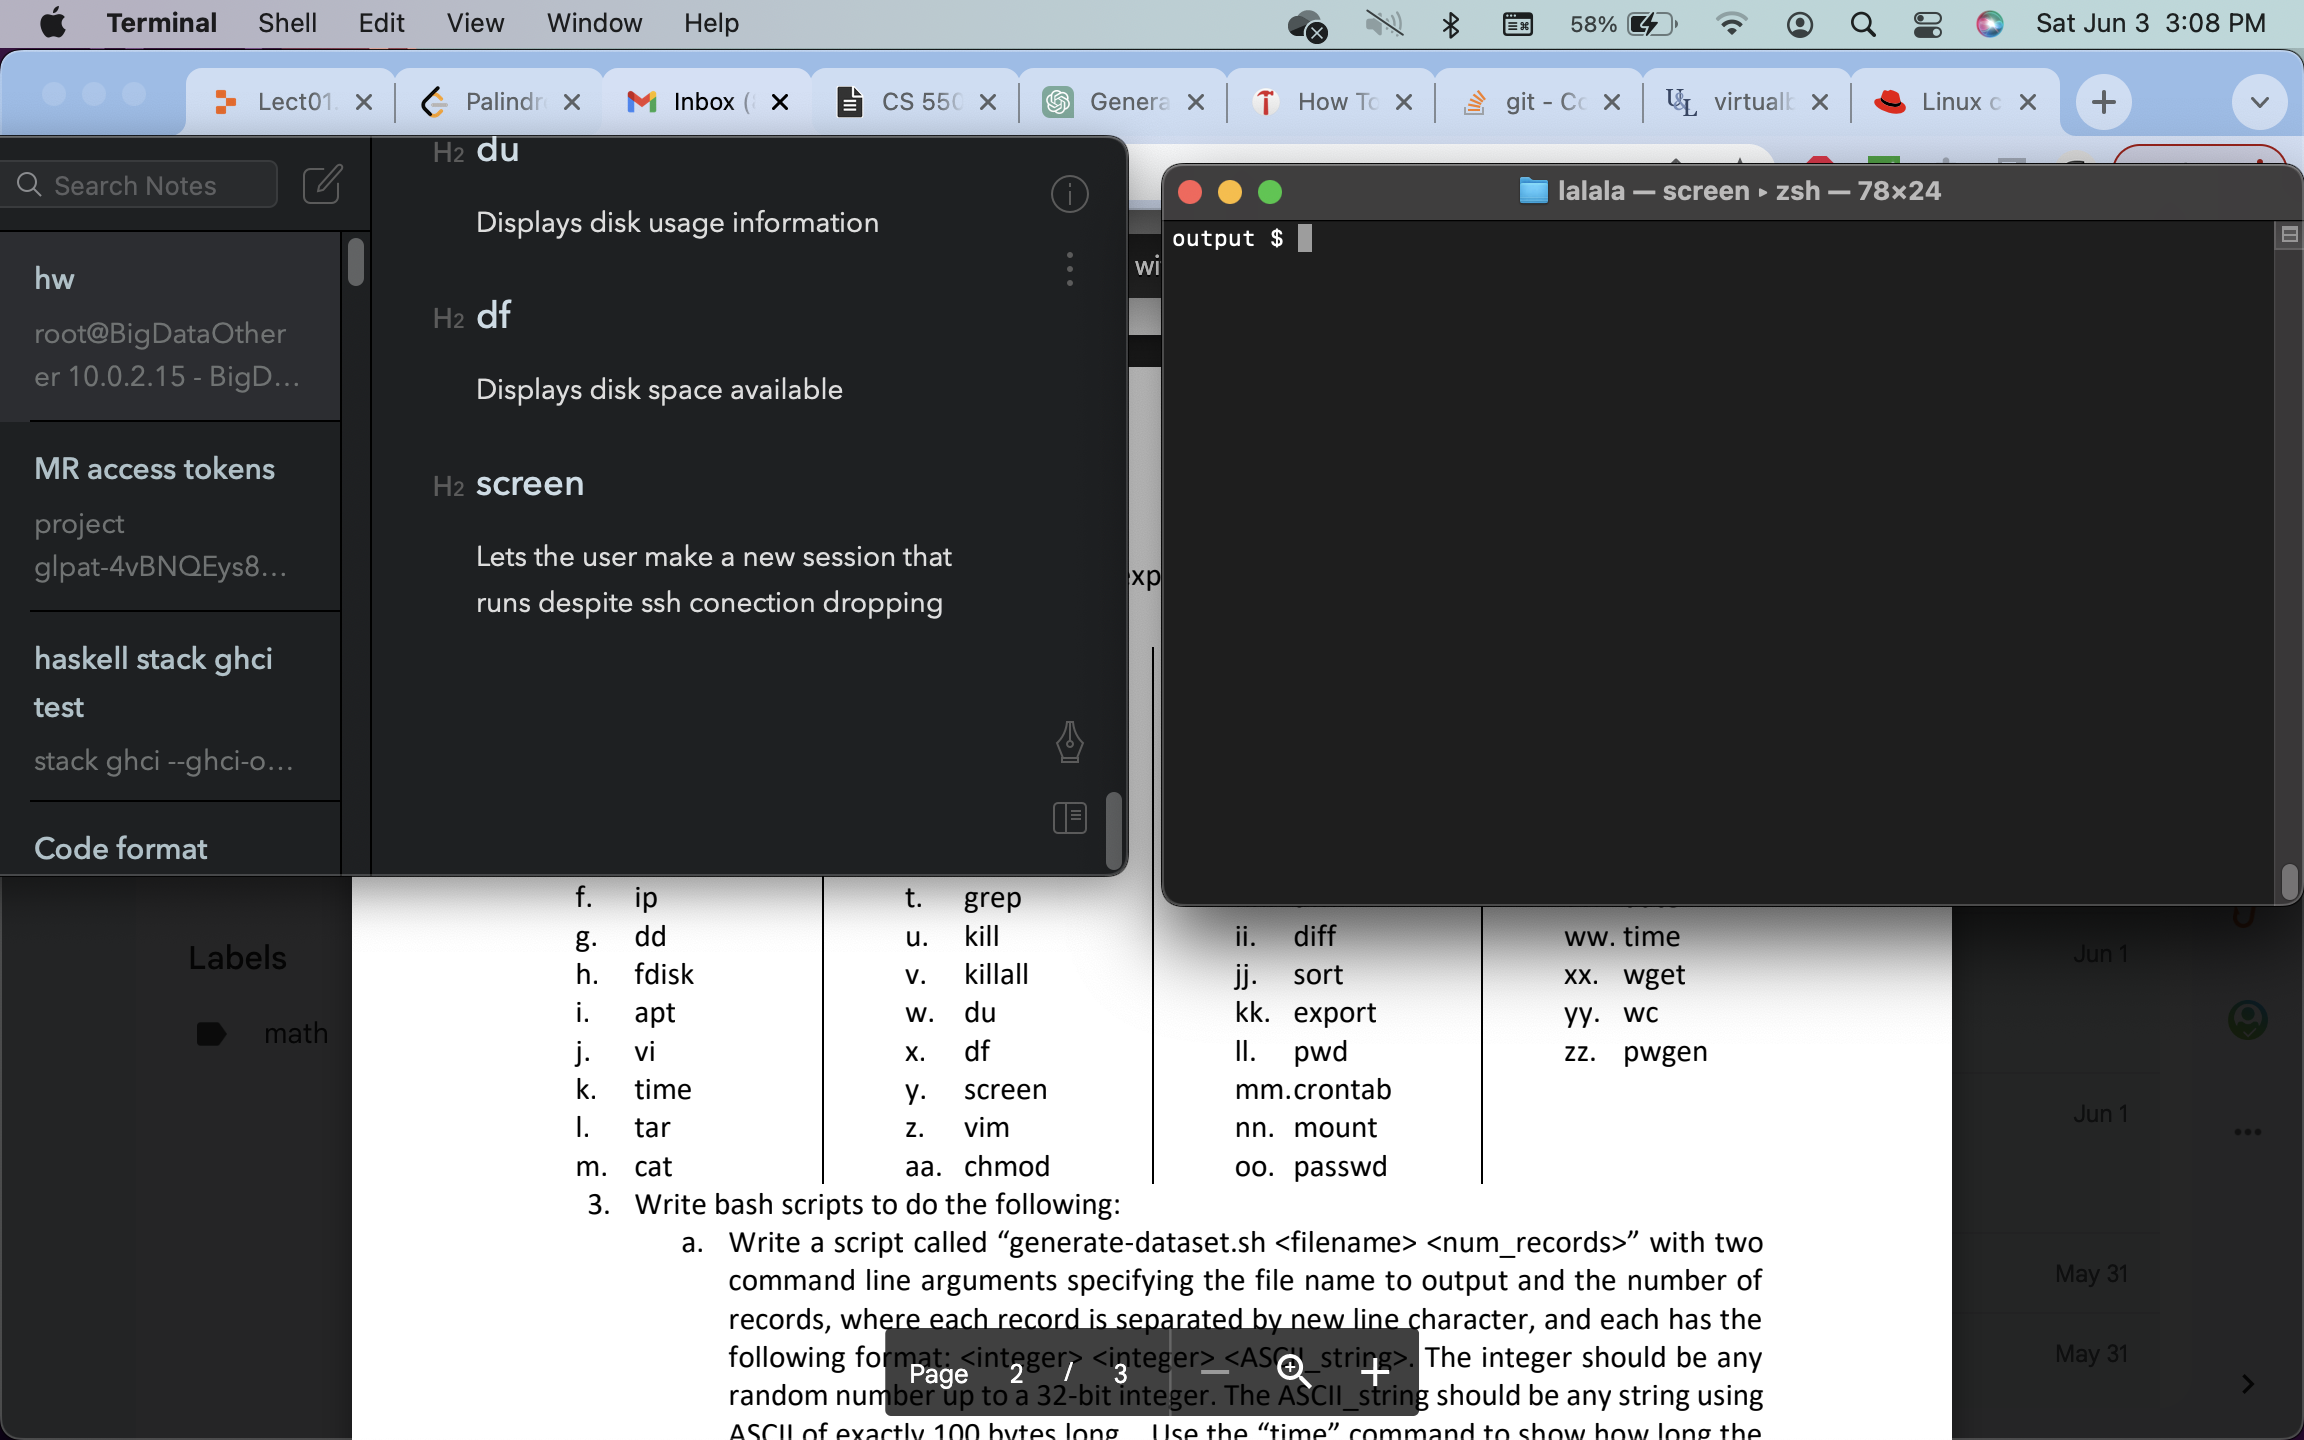 Terminal Shell Edit View Window Help 58% Sat Jun 3 3:08 PM
Lect01. Palindr Inbox ( CS 550 Genera How To git - Co virtualb Linux c
Search Notes
hw
root@BigDataOther
er 10.0.2.15 - BigD...
MR access tokens
project
glpat-4vBNQEys8...
haskell stack ghci
test
stack ghci --ghci-o...
Code format
H2 du
Displays disk usage information
H2 df
Displays disk space available
H2 screen
Lets the user make a new session that
runs despite ssh conection dropping
wi
exp
lalala — screen ▸ zsh — 78×24
output $
Labels
math
f. ip
g. dd
h. fdisk
i. apt
j. vi
k. time
l. tar
m. cat
t. grep
u. kill
v. killall
w. du
x. df
y. screen
z. vim
aa. chmod
ii. diff
jj. sort
kk. export
ll. pwd
mm. crontab
nn. mount
oo. passwd
ww. time
xx. wget
yy. wc
zz. pwgen
3. Write bash scripts to do the following:
a. Write a script called “generate-dataset.sh <filename> <num_records>” with two
command line arguments specifying the file name to output and the number of
records, where each record is separated by new line character, and each has the
following format: <integer> <integer> <ASCII_string>. The integer should be any
random number up to a 32-bit integer. The ASCII_string should be any string using
ASCII of exactly 100 bytes long. Use the “time” command to show how long the
Page 2 / 3
Jun 1
Jun 1
May 31
May 31